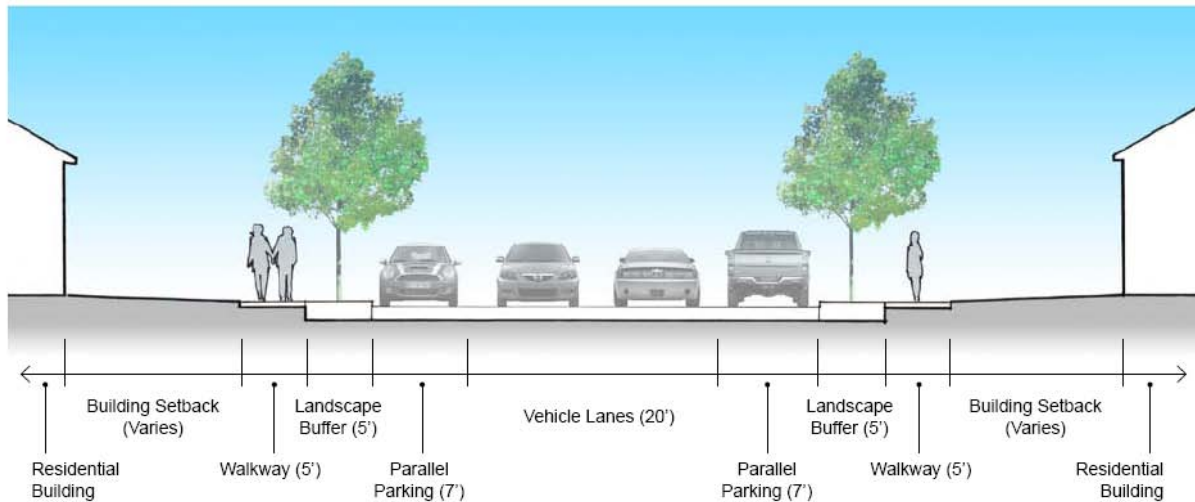 Building Setback
(Varies)
Landscape
Buffer (5')
Vehicle Lanes (20')
Landscape
Buffer (5')
Building Setback
(Varies)
Residential
Building
Walkway (5')
Parallel
Parking (7')
Parallel
Parking (7')
Walkway (5')
Residential
Building